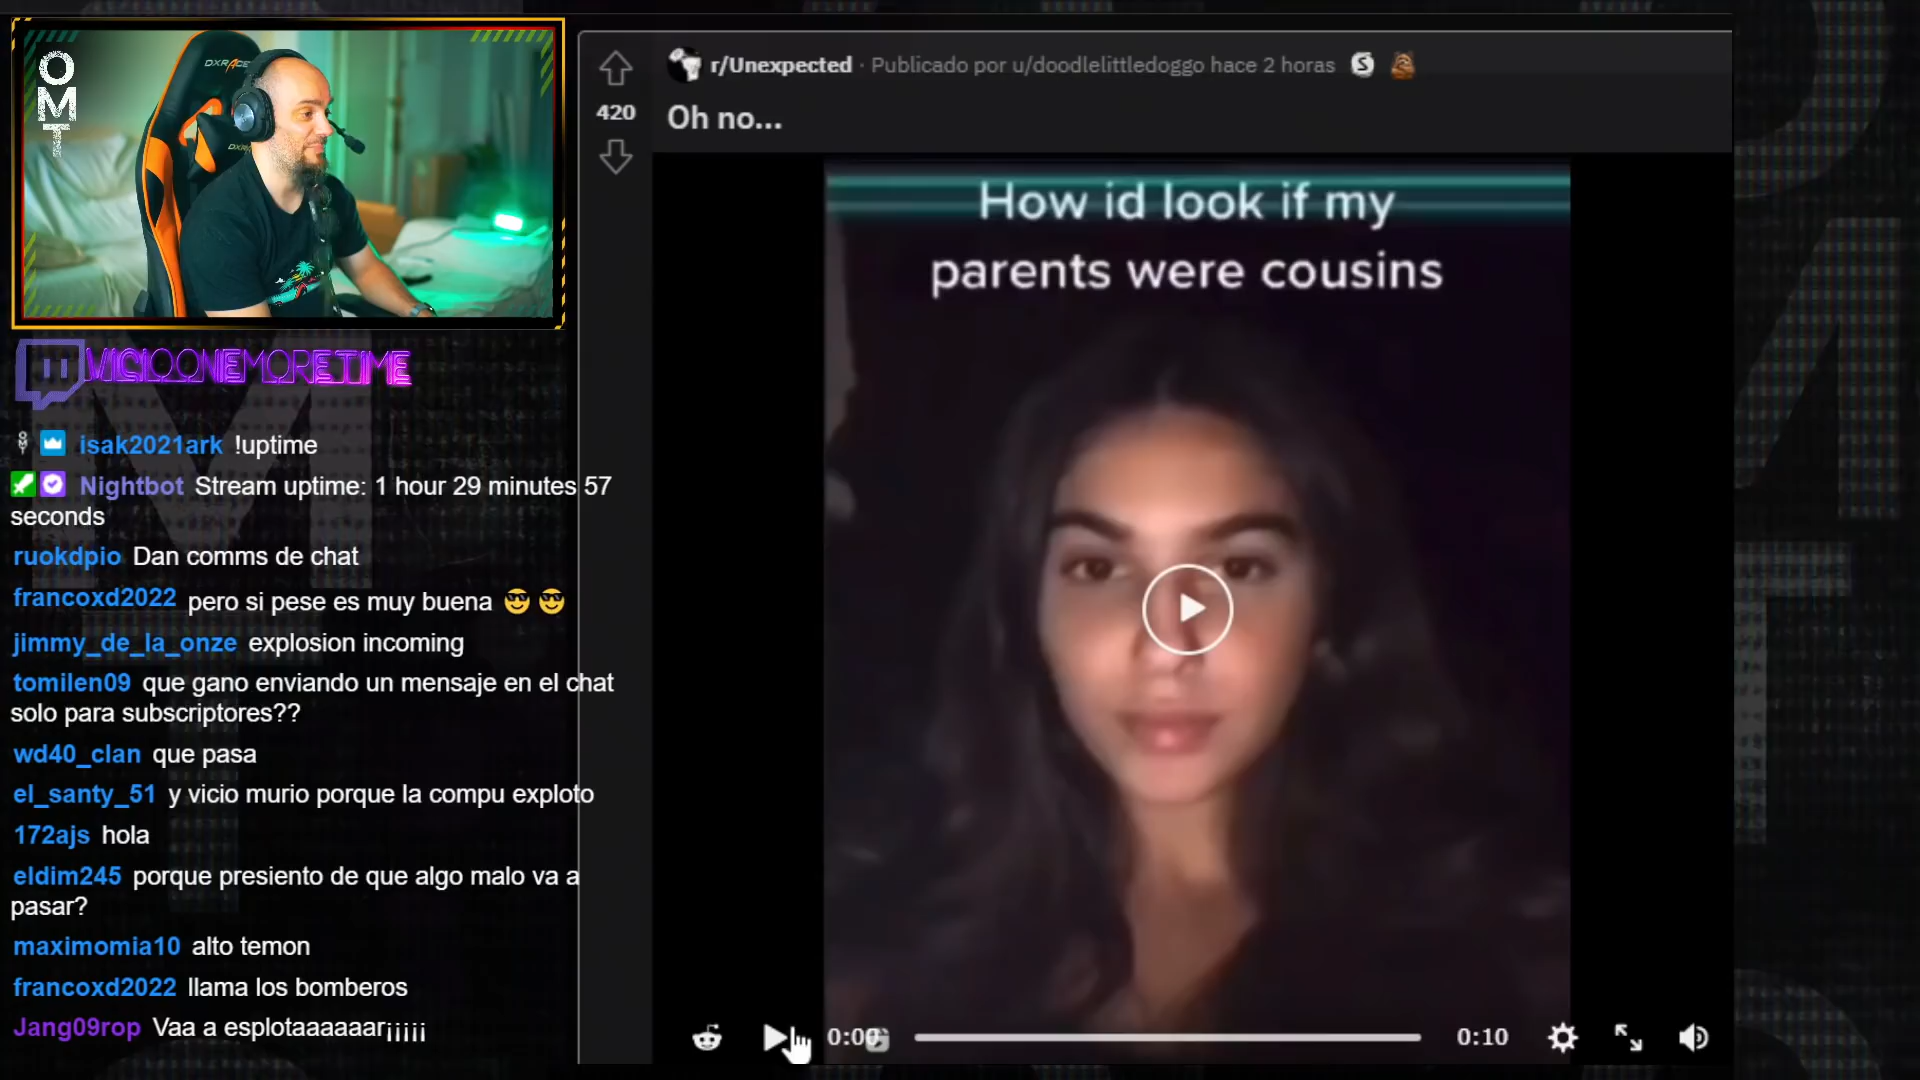 OMT
DXRACER
VICIOONEMORETIME
isak2021ark !uptime
Nightbot Stream uptime: 1 hour 29 minutes 57
seconds
ruokdpio Dan comms de chat
francoxd2022 pero si pese es muy buena 😎 😎
jimmy_de_la_onze explosion incoming
tomilen09 que gano enviando un mensaje en el chat
solo para subscriptores??
wd40_clan que pasa
el_santy_51 y vicio murio porque la compu exploto
172ajs hola
eldim245 porque presiento de que algo malo va a
pasar?
maximomia10 alto temon
francoxd2022 llama los bomberos
Jang09rop Vaa a esplotaaaaaar¡¡¡¡¡
r/Unexpected · Publicado por u/doodlelittledoggo hace 2 horas
420
Oh no...
How id look if my
parents were cousins
0:00
0:10